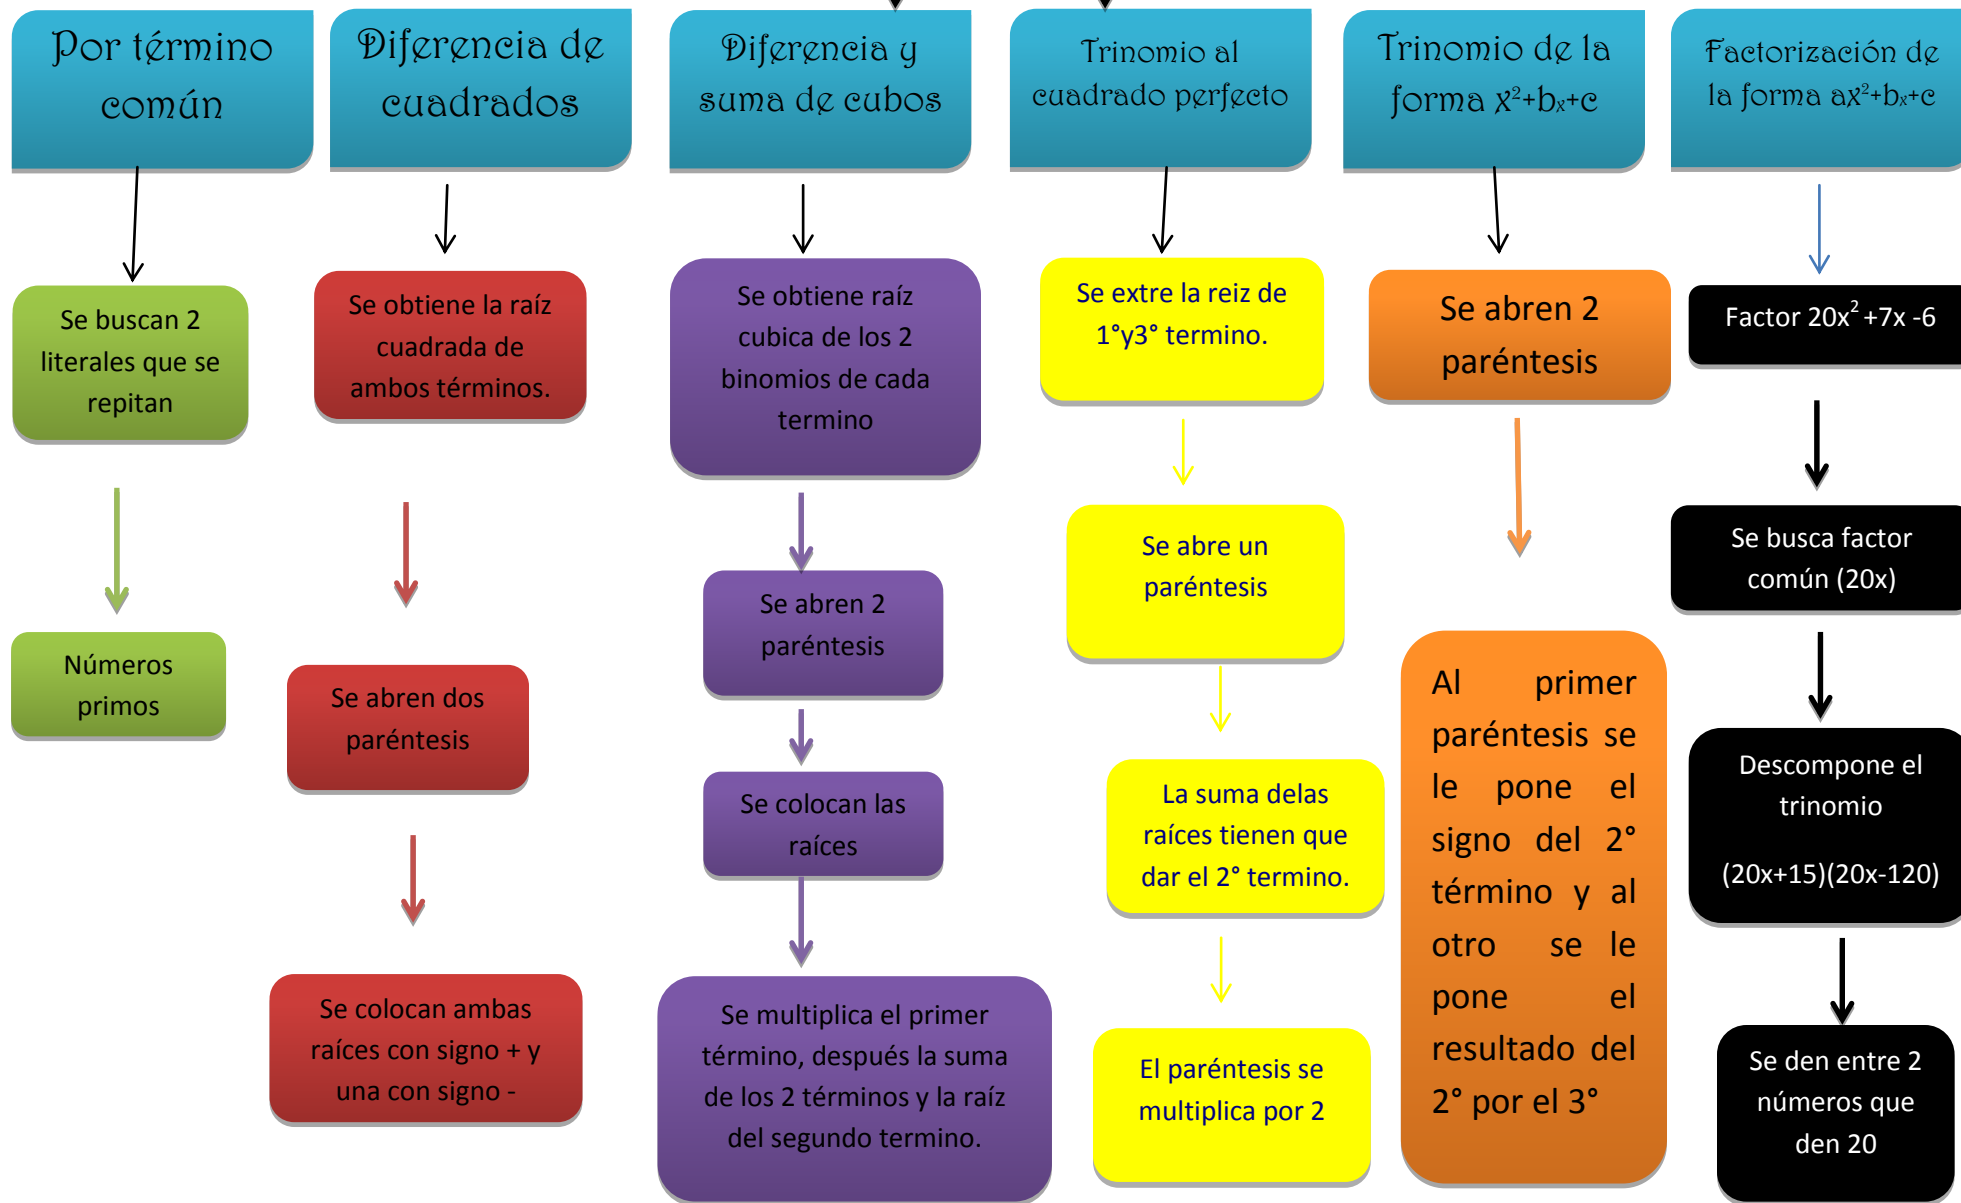 Por término
común
Se buscan 2
literales que se
repitan
Números
primos
Diferencia de
cuadrados
Se obtiene la raíz
cuadrada de
ambos términos.
Se abren dos
paréntesis
Se colocan ambas
raíces con signo + y
una con signo -
Diferencia y
suma de cubos
Se obtiene raíz
cubica de los 2
binomios de cada
termino
Se abren 2
paréntesis
Se colocan las
raíces
Se multiplica el primer
término, después la suma
de los 2 términos y la raíz
del segundo termino.
Trinomio al
cuadrado perfecto
Se extre la reiz de
1°y3° termino.
Se abre un
paréntesis
La suma delas
raíces tienen que
dar el 2° termino.
El paréntesis se
multiplica por 2
Trinomio de la
forma x²+bₓ+c
Se abren 2
paréntesis
Al primer
paréntesis se
le pone el
signo del 2°
término y al
otro se le
pone el
resultado del
2° por el 3°
Factorización de
la forma ax²+bₓ+c
Factor 20x² +7x -6
Se busca factor
común (20x)
Descompone el
trinomio
(20x+15)(20x-120)
Se den entre 2
números que
den 20